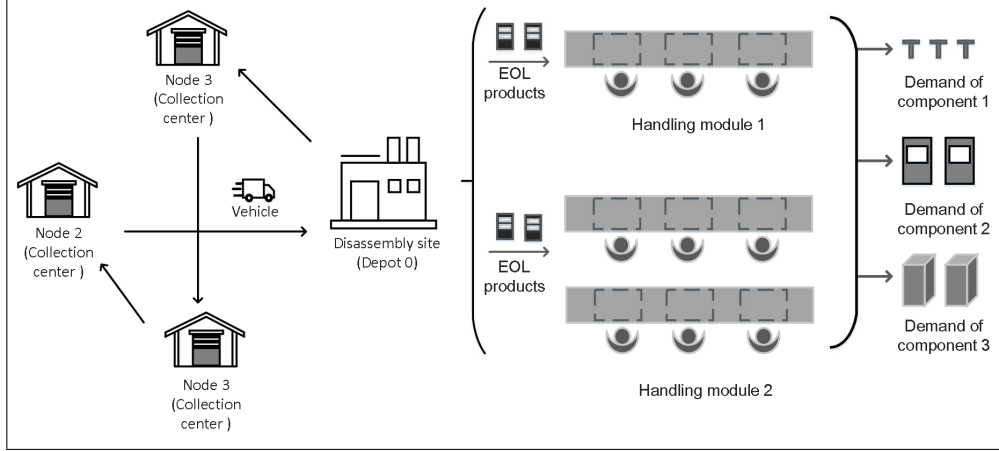 Node 3
(Collection
center )
Node 2
(Collection
center )
Vehicle
Disassembly site
(Depot 0)
Node 3
(Collection
center )
EOL
products
Handling module 1
EOL
products
Handling module 2
Demand of
component 1
Demand of
component 2
Demand of
component 3